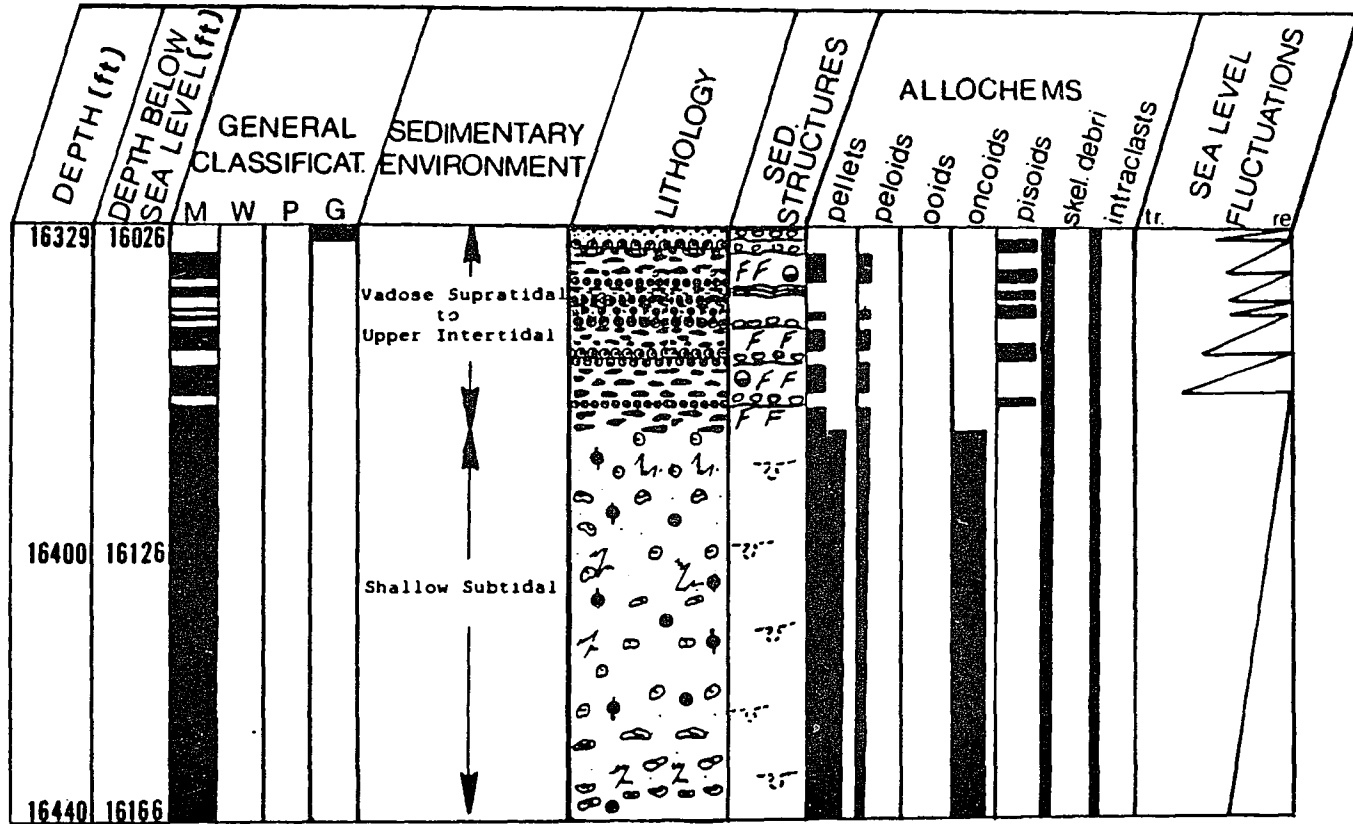 DEPTH (ft)
DEPTH BELOW
SEA LEVEL (ft)
GENERAL
CLASSIFICAT.
M W P G
SEDIMENTARY
ENVIRONMENT
LITHOLOGY
SED.
STRUCTURES
ALLOCHEMS
pellets
peloids
ooids
oncoids
pisoids
skel. debri
intraclasts
SEA LEVEL
FLUCTUATIONS
tr. re
16329 16026
Vadose Supratidal
to
Upper Intertidal
F F
F F
F F
F F
16400 16126
Shallow Subtidal
16440 16166